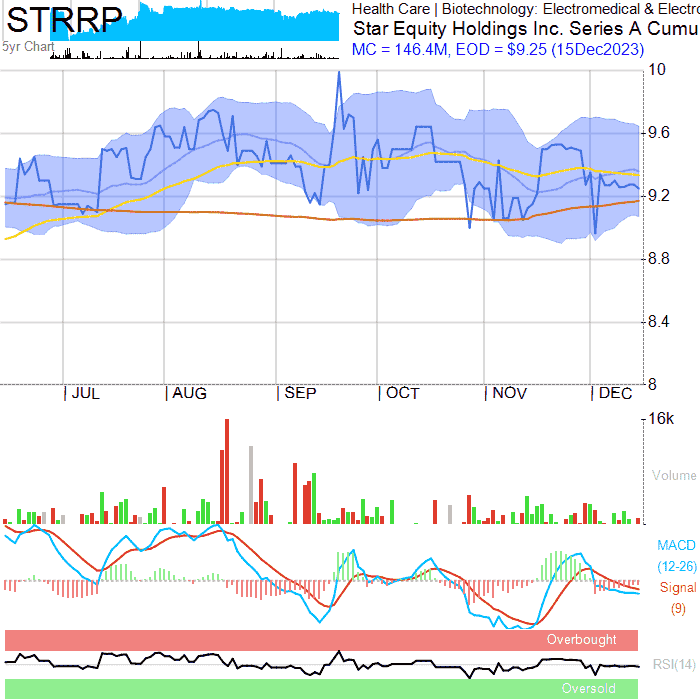 STRRP
5yr Chart
Health Care | Biotechnology: Electromedical & Electro
Star Equity Holdings Inc. Series A Cumu
MC = 146.4M, EOD = $9.25 (15Dec2023)
10
9.6
9.2
8.8
8.4
8
JUL AUG SEP OCT NOV DEC
16k
Volume
MACD
(12-26)
Signal
(9)
Overbought
RSI(14)
Oversold